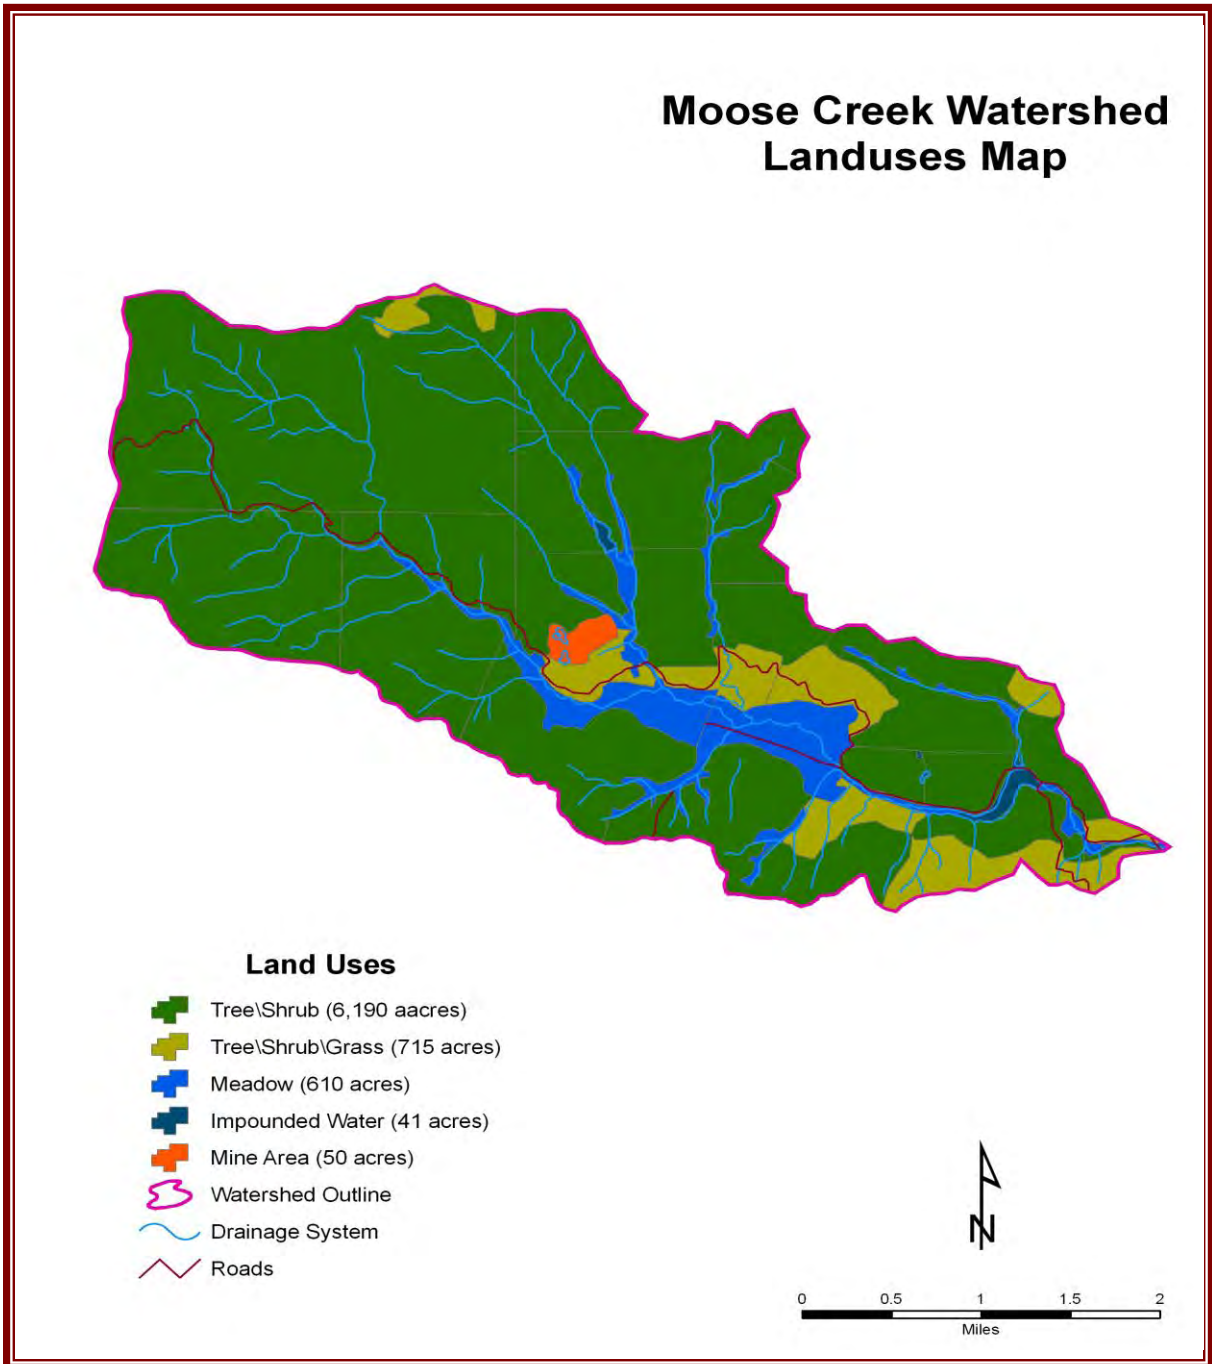 Moose Creek Watershed
Landuses Map
Land Uses
Tree\Shrub (6,190 aacres)
Tree\Shrub\Grass (715 acres)
Meadow (610 acres)
Impounded Water (41 acres)
Mine Area (50 acres)
Watershed Outline
Drainage System
Roads
N
0 0.5 1 1.5 2
Miles